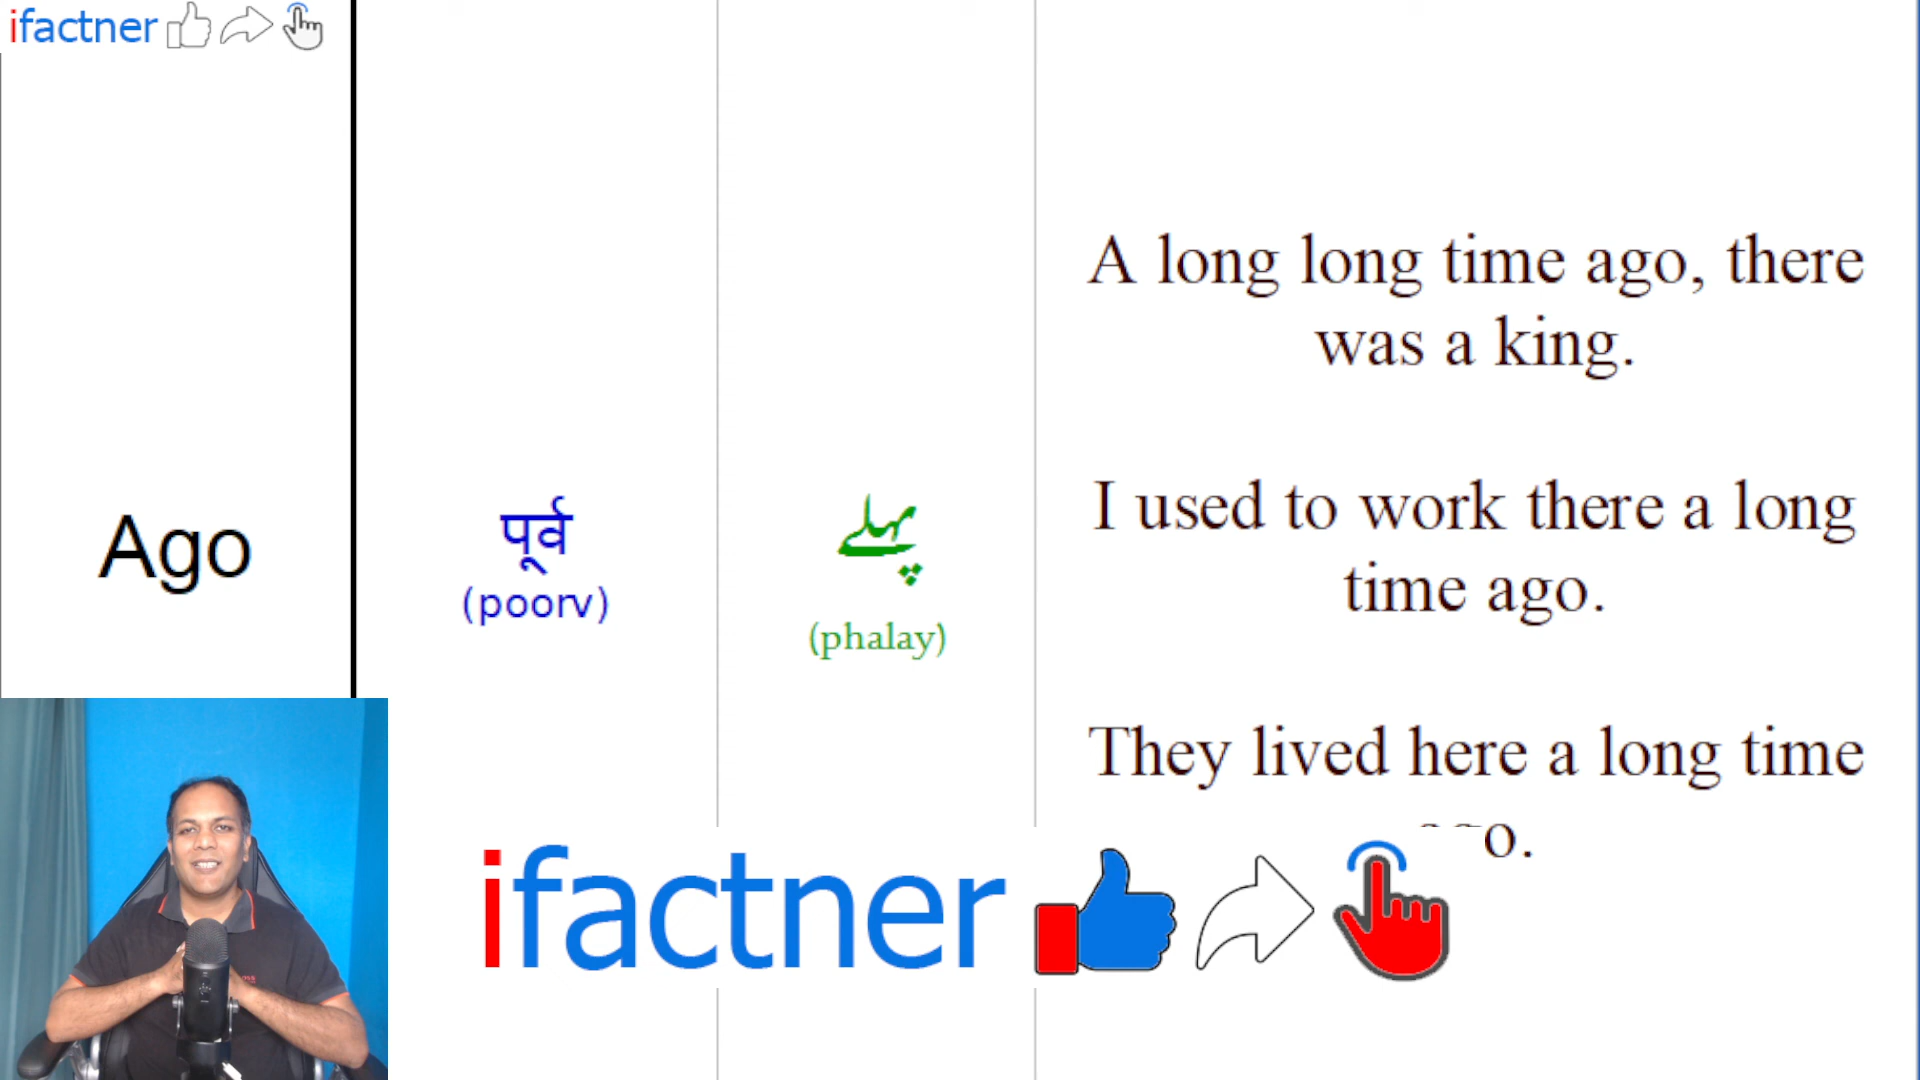 ifactner
Ago
पूर्व
(poorv)
پہلے
(phalay)
A long long time ago, there
was a king.
I used to work there a long
time ago.
They lived here a long time
ifactner